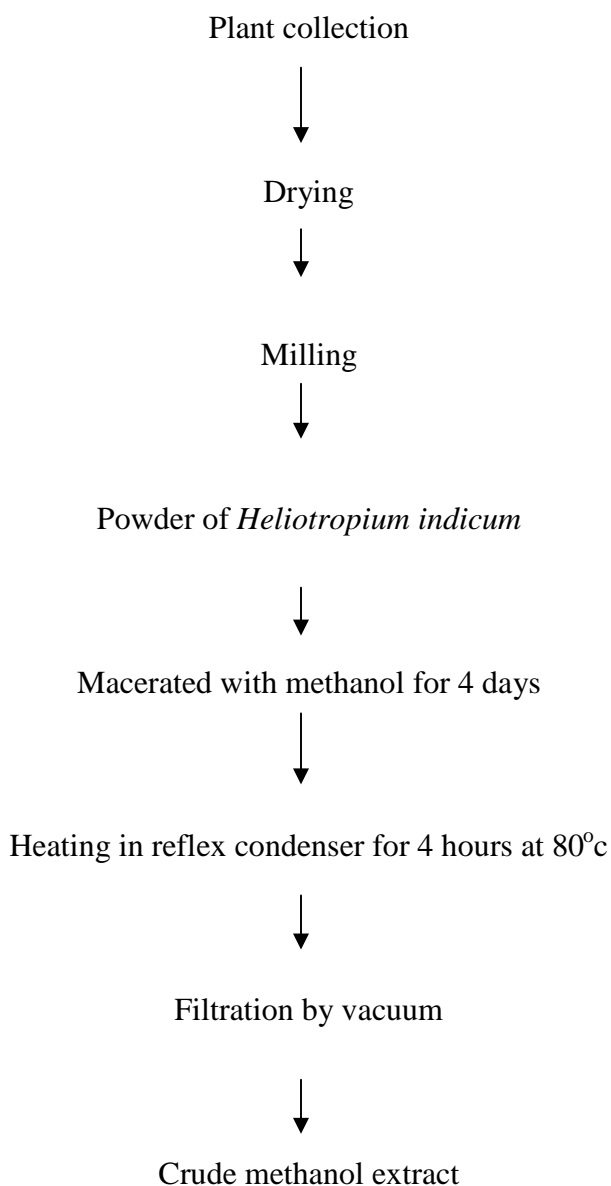 Plant collection
Drying
Milling
Powder of Heliotropium indicum
Macerated with methanol for 4 days
Heating in reflex condenser for 4 hours at 80°c
Filtration by vacuum
Crude methanol extract